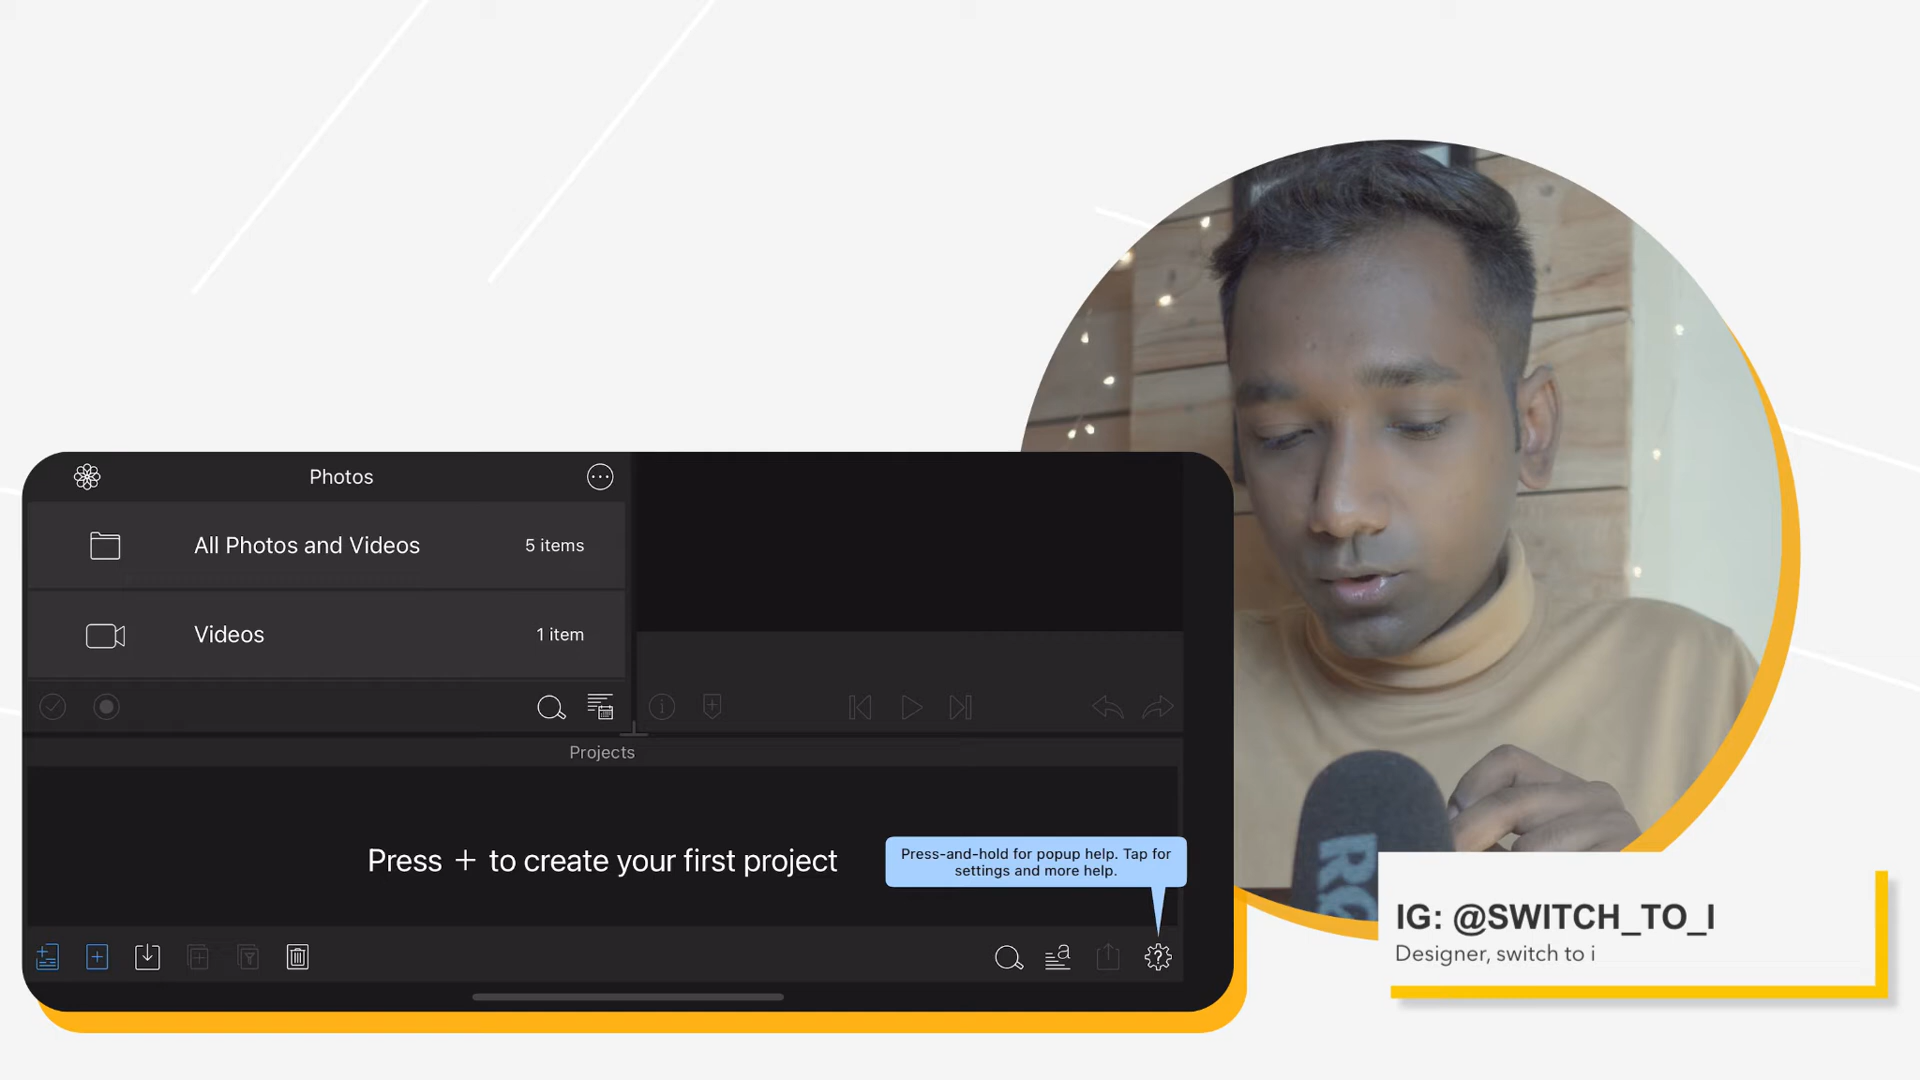 Photos
All Photos and Videos
5 items
Videos
1 item
Projects
Press + to create your first project
Press-and-hold for popup help. Tap for
settings and more help.
IG: @SWITCH_TO_I
Designer, switch to i